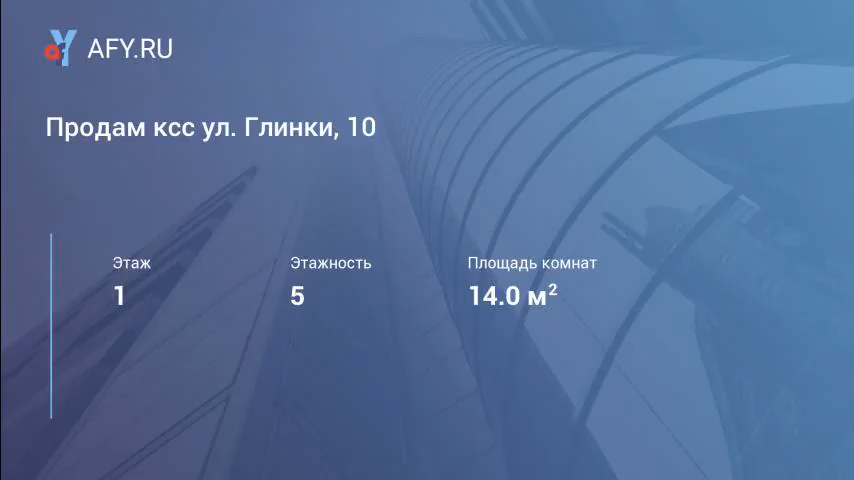 AFY.RU
Продам ксс ул. Глинки, 10
Этаж
1
Этажность
5
Площадь комнат
14.0 м²